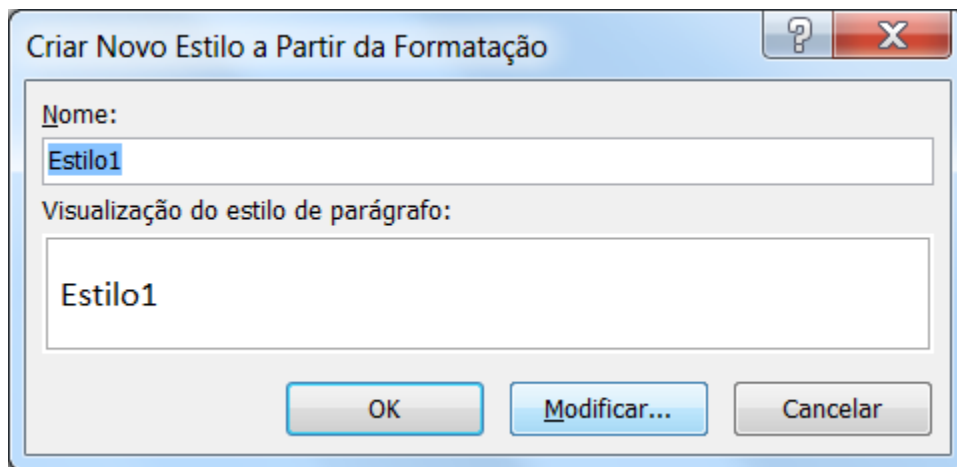 Criar Novo Estilo a Partir da Formatação
Nome:
Estilo1
Visualização do estilo de parágrafo:
Estilo1
OK Modificar... Cancelar